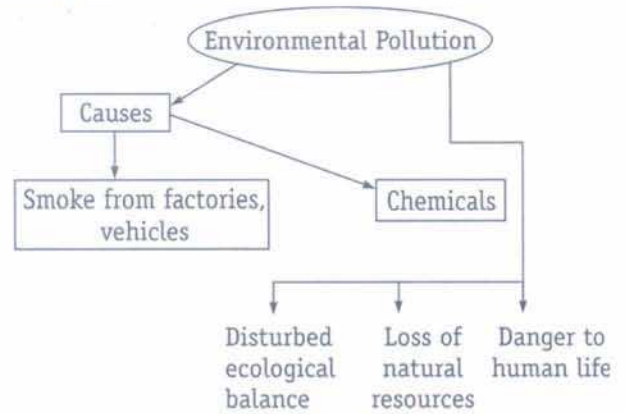 Environmental Pollution
Causes
Smoke from factories,
vehicles
Chemicals
Disturbed
ecological
balance
Loss of
natural
resources
Danger to
human life